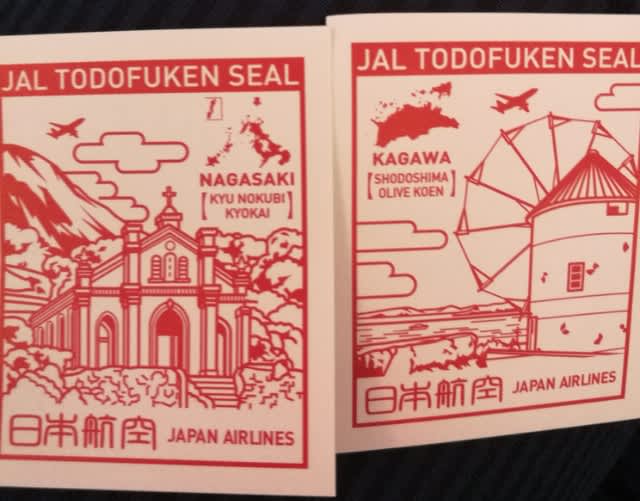 JAL TODOFUKEN SEAL
NAGASAKI
[KYU NOKUBI
KYOKAI]
日本航空 JAPAN AIRLINES
JAL TODOFUKEN SEAL
KAGAWA
[SHODOSHIMA
OLIVE KOEN]
日本航空 JAPAN AIRLINES